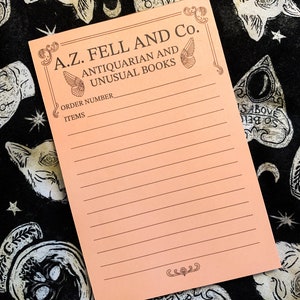 A.Z. FELL AND Co.
ANTIQUARIAN AND
UNUSUAL BOOKS
ORDER NUMBER
ITEMS